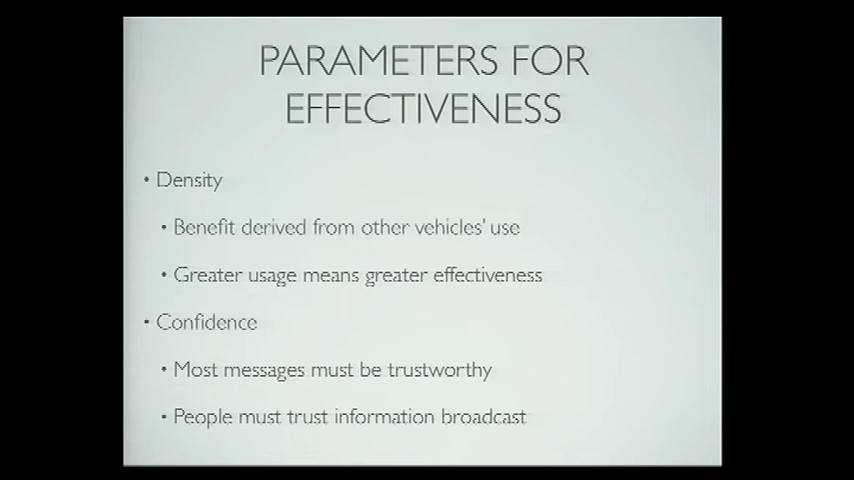 PARAMETERS FOR
EFFECTIVENESS
• Density
• Benefit derived from other vehicles' use
• Greater usage means greater effectiveness
• Confidence
• Most messages must be trustworthy
• People must trust information broadcast